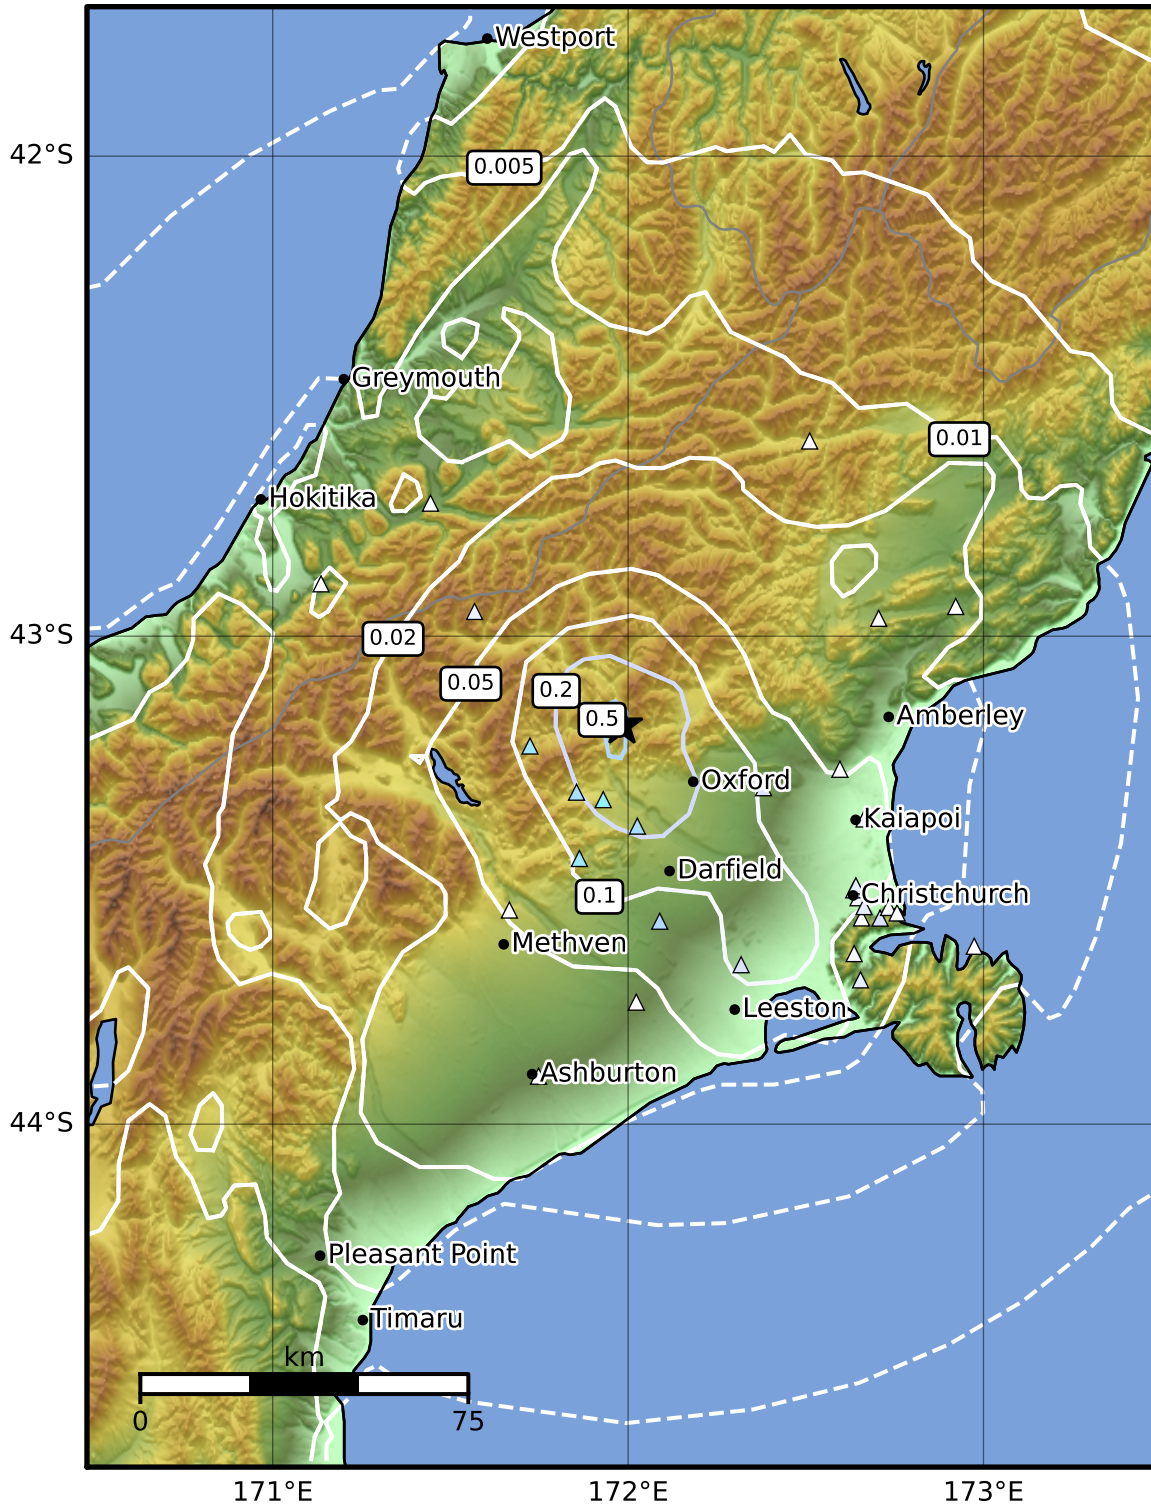 Westport
42°S
0.005
Greymouth
0.01
Hokitika
43°S
0.02
0.05
0.2
0.5
Amberley
Oxford
Kaiapoi
Darfield
0.1
Christchurch
Methven
Leeston
Ashburton
44°S
Pleasant Point
Timaru
km
0
75
171°E
172°E
173°E